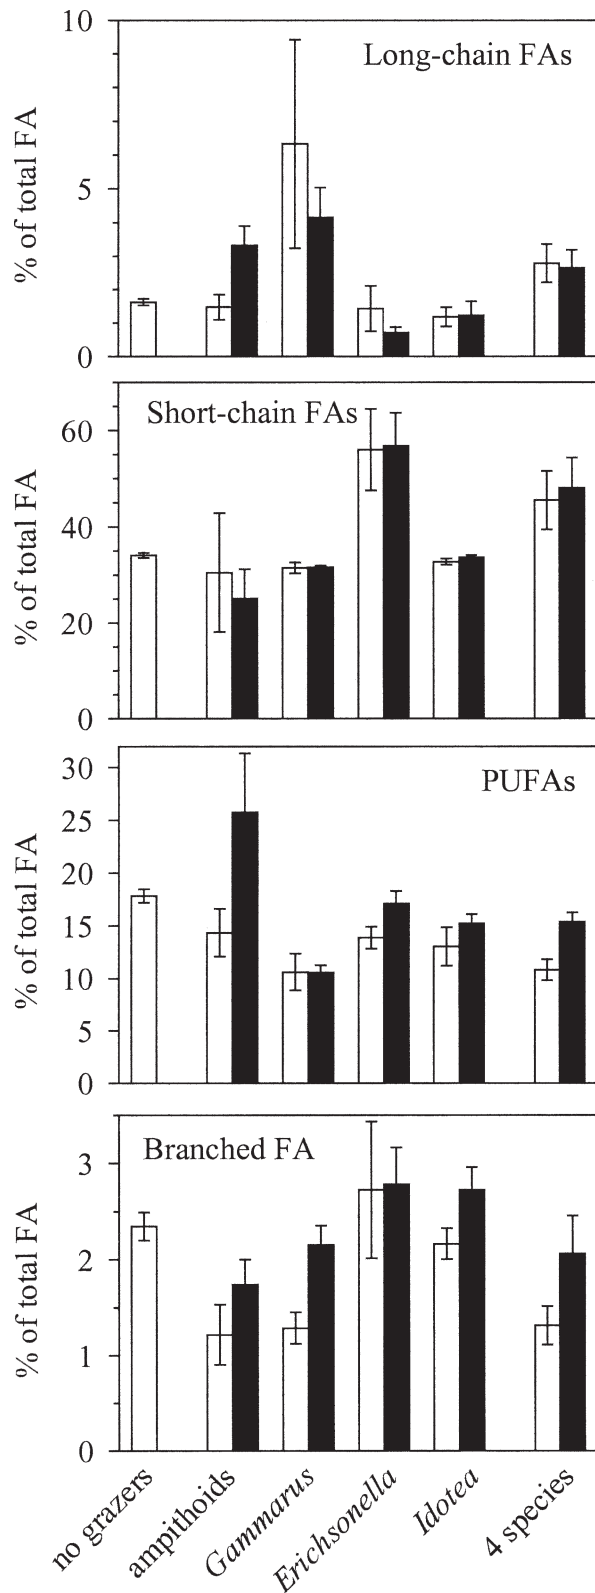 10
Long-chain FAs
% of total FA
5
0
Short-chain FAs
60
% of total FA
40
20
0
30
PUFAs
25
% of total FA
20
15
10
5
0
Branched FA
3
% of total FA
2
1
0
no grazers
ampithoids
Gammarus
Erichsonella
Idotea
4 species